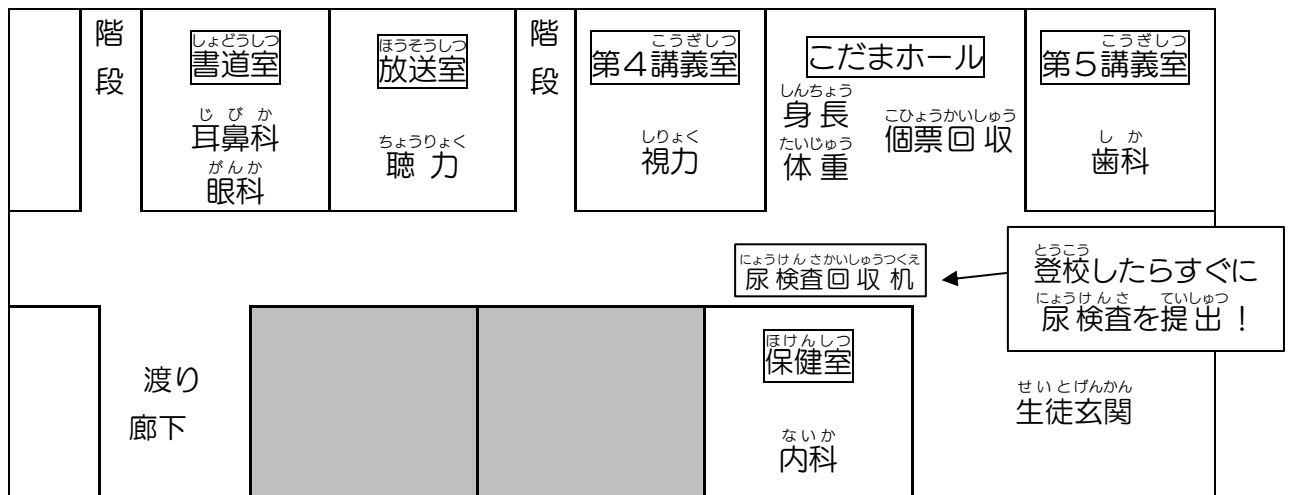 階段
しょどうしつ
書道室
じびか
耳鼻科
がんか
眼科
ほうそうしつ
放送室
ちょうりょく
聴力
階段
こうぎしつ
第4講義室
しりょく
視力
こだまホール
しんちょう
身長
たいじゅう
体重
こひょうかいしゅう
個票回収
こうぎしつ
第5講義室
しか
歯科
にょうけんさかいしゅうつくえ
尿検査回収机
とうこう
登校したらすぐに
にょうけんさ ていしゅつ
尿検査を提出!
渡り
廊下
ほけんしつ
保健室
ないか
内科
せいとげんかん
生徒玄関